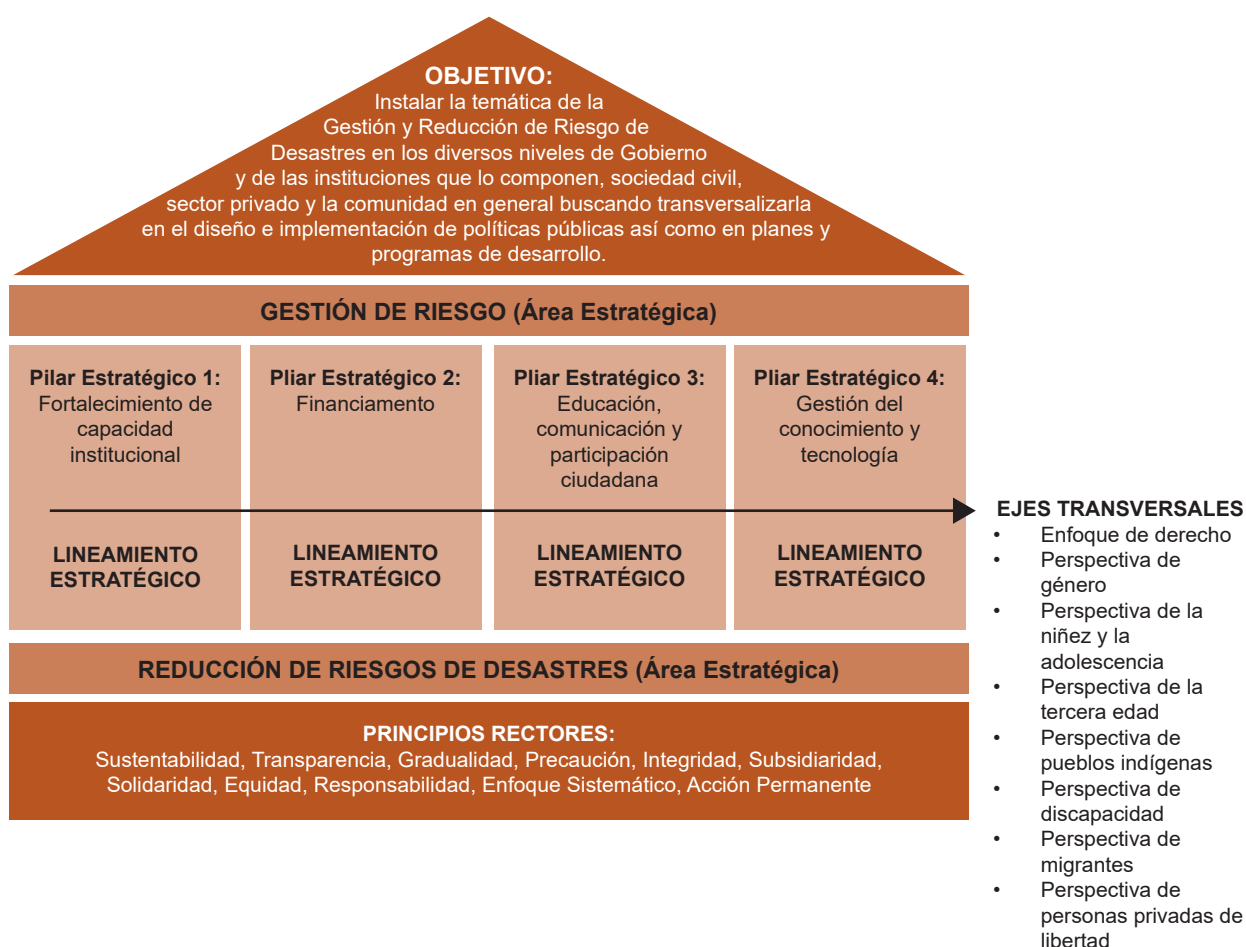 OBJETIVO:
Instalar la temática de la
Gestión y Reducción de Riesgo de
Desastres en los diversos niveles de Gobierno
y de las instituciones que lo componen, sociedad civil,
sector privado y la comunidad en general buscando transversalizarla
en el diseño e implementación de políticas públicas así como en planes y
programas de desarrollo.
GESTIÓN DE RIESGO (Área Estratégica)
Pilar Estratégico 1:
Fortalecimiento de
capacidad
institucional
LINEAMIENTO
ESTRATÉGICO
Pliar Estratégico 2:
Financiamento
LINEAMIENTO
ESTRATÉGICO
Pliar Estratégico 3:
Educación,
comunicación y
participación
ciudadana
LINEAMIENTO
ESTRATÉGICO
Pliar Estratégico 4:
Gestión del
conocimiento y
tecnología
LINEAMIENTO
ESTRATÉGICO
REDUCCIÓN DE RIESGOS DE DESASTRES (Área Estratégica)
PRINCIPIOS RECTORES:
Sustentabilidad, Transparencia, Gradualidad, Precaución, Integridad, Subsidiaridad,
Solidaridad, Equidad, Responsabilidad, Enfoque Sistemático, Acción Permanente
EJES TRANSVERSALES
• Enfoque de derecho
• Perspectiva de
género
• Perspectiva de la
niñez y la
adolescencia
• Perspectiva de la
tercera edad
• Perspectiva de
pueblos indígenas
• Perspectiva de
discapacidad
• Perspectiva de
migrantes
• Perspectiva de
personas privadas de
libertad